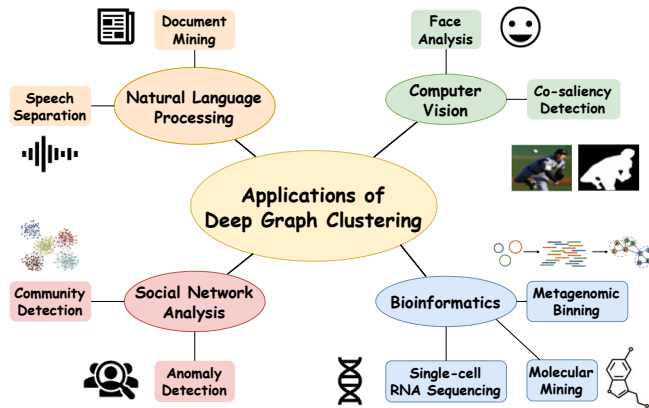 Document
Mining
Face
Analysis
Speech
Separation
Natural Language
Processing
Computer
Vision
Co-saliency
Detection
Applications of
Deep Graph Clustering
Community
Detection
Social Network
Analysis
Bioinformatics
Metagenomic
Binning
Anomaly
Detection
Single-cell
RNA Sequencing
Molecular
Mining